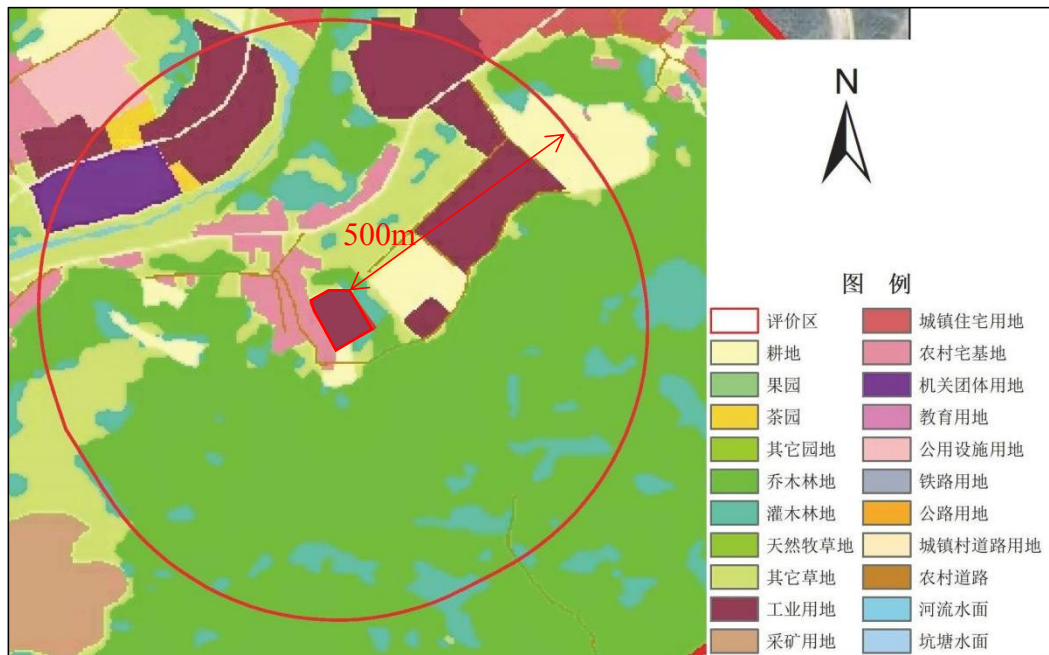 N
500m
图 例
评价区
城镇住宅用地
耕地
农村宅基地
果园
机关团体用地
茶园
教育用地
其它园地
公用设施用地
乔木林地
铁路用地
灌木林地
公路用地
天然牧草地
城镇村道路用地
其它草地
农村道路
工业用地
河流水面
采矿用地
坑塘水面